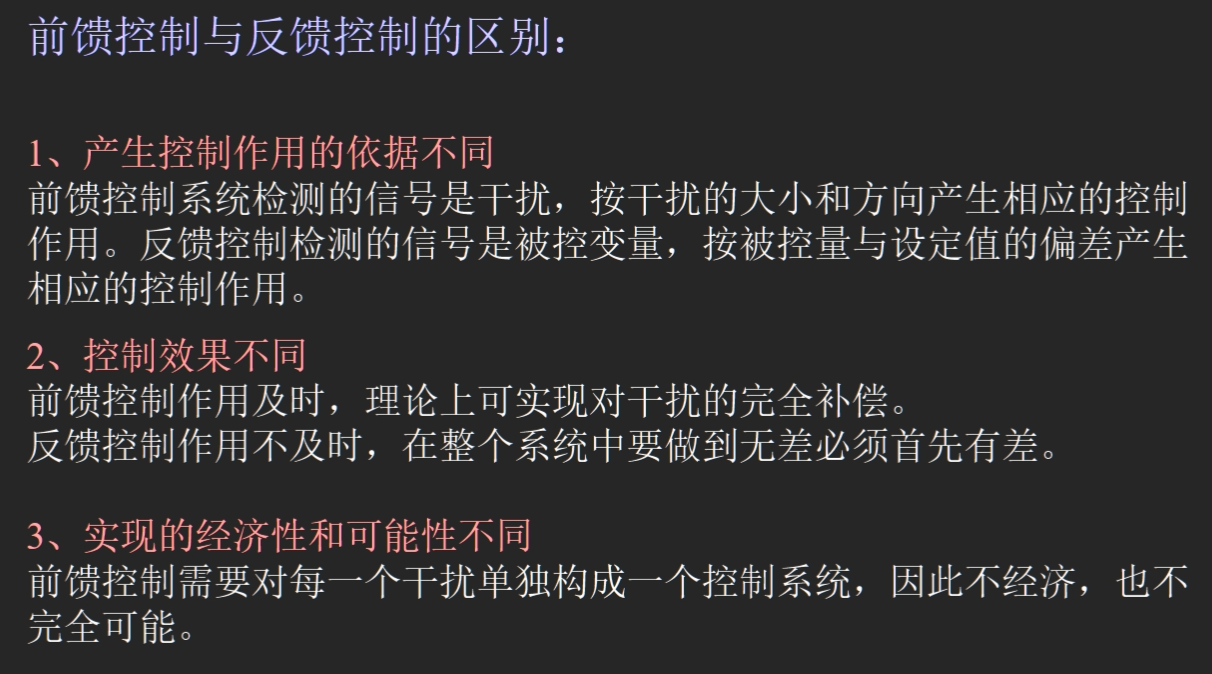 前馈控制与反馈控制的区别：
1、产生控制作用的依据不同
前馈控制系统检测的信号是干扰，按干扰的大小和方向产生相应的控制
作用。反馈控制检测的信号是被控变量，按被控量与设定值的偏差产生
相应的控制作用。
2、控制效果不同
前馈控制作用及时，理论上可实现对干扰的完全补偿。
反馈控制作用不及时，在整个系统中要做到无差必须首先有差。
3、实现的经济性和可能性不同
前馈控制需要对每一个干扰单独构成一个控制系统，因此不经济，也不
完全可能。